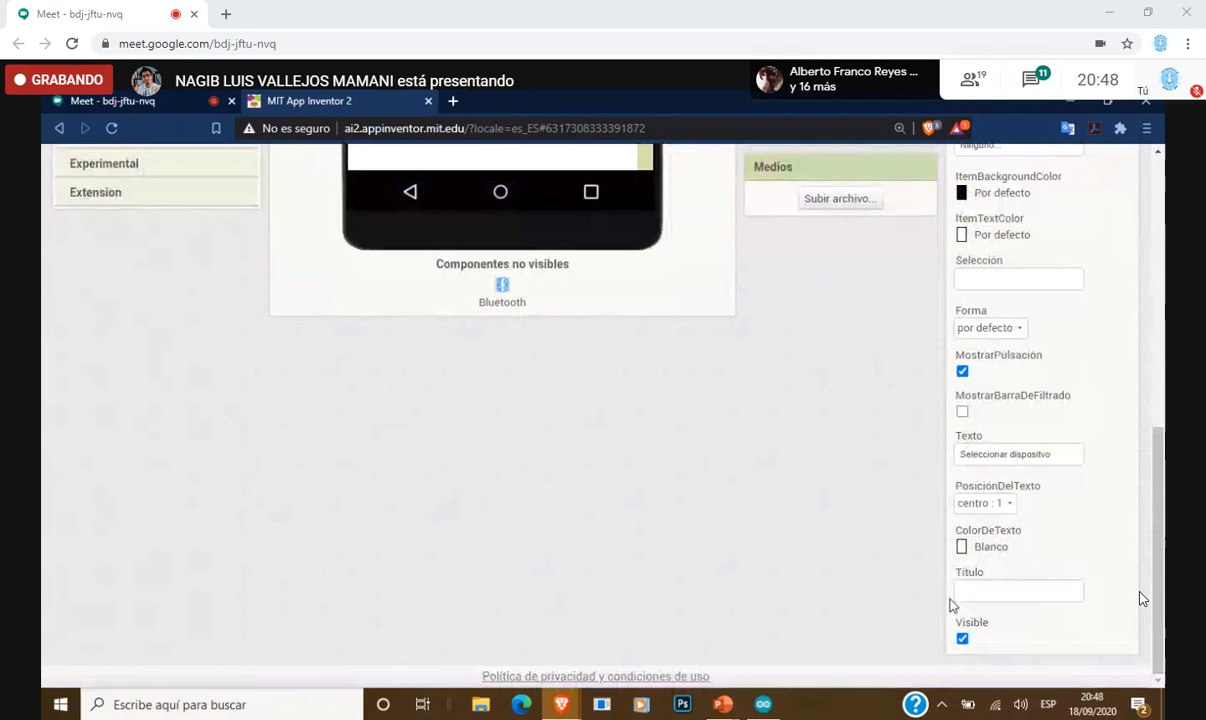 Meet - bdj-jftu-nvq
meet.google.com/bdj-jftu-nvq
GRABANDO
NAGIB LUIS VALLEJOS MAMANI está presentando
Alberto Franco Reyes ...
y 16 más
19
11
20:48
Tú
Meet - bdj-jftu-nvq
MIT App Inventor 2
No es seguro
ai2.appinventor.mit.edu/?locale=es_ES#6317308333391872
Experimental
Extension
Componentes no visibles
Bluetooth
Medios
Subir archivo...
Ninguno...
ItemBackgroundColor
Por defecto
ItemTextColor
Por defecto
Selección
Forma
por defecto
MostrarPulsación
MostrarBarraDeFiltrado
Texto
Seleccionar dispositvo
PosiciónDelTexto
centro : 1
ColorDeTexto
Blanco
Título
Visible
Política de privacidad y condiciones de uso
Escribe aquí para buscar
Ps
ESP
20:48
18/09/2020
2